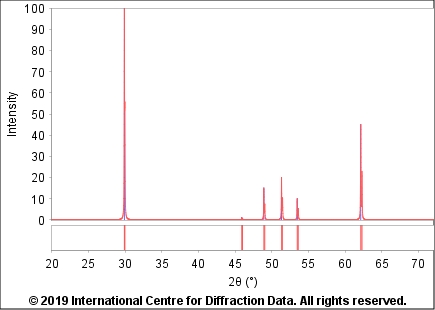 100
90
80
70
60
50
40
30
20
10
0
Intensity
20 25 30 35 40 45 50 55 60 65 70
2θ (°)
© 2019 International Centre for Diffraction Data. All rights reserved.